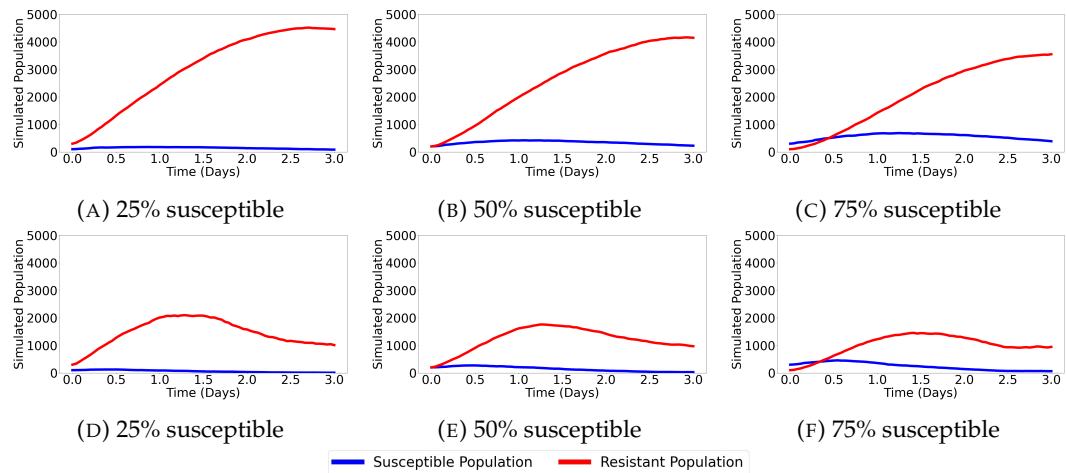 Simulated Population
5000
4000
3000
2000
1000
0
0.0 0.5 1.0 1.5 2.0 2.5 3.0
Time (Days)
(A) 25% susceptible
Simulated Population
5000
4000
3000
2000
1000
0
0.0 0.5 1.0 1.5 2.0 2.5 3.0
Time (Days)
(B) 50% susceptible
Simulated Population
5000
4000
3000
2000
1000
0
0.0 0.5 1.0 1.5 2.0 2.5 3.0
Time (Days)
(C) 75% susceptible
Simulated Population
5000
4000
3000
2000
1000
0
0.0 0.5 1.0 1.5 2.0 2.5 3.0
Time (Days)
(D) 25% susceptible
Simulated Population
5000
4000
3000
2000
1000
0
0.0 0.5 1.0 1.5 2.0 2.5 3.0
Time (Days)
(E) 50% susceptible
Simulated Population
5000
4000
3000
2000
1000
0
0.0 0.5 1.0 1.5 2.0 2.5 3.0
Time (Days)
(F) 75% susceptible
Susceptible Population Resistant Population